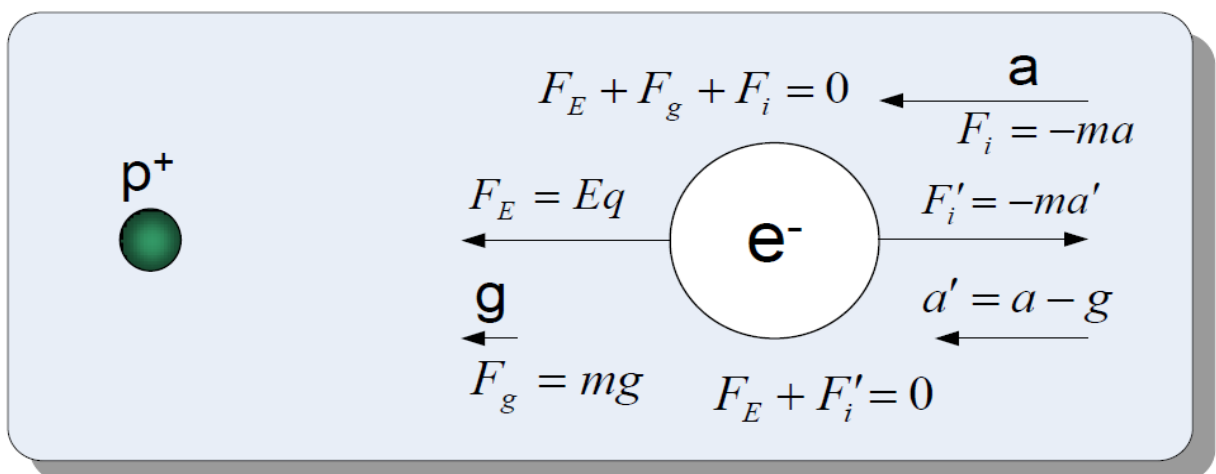 F_E + F_g + F_i = 0
a
F_i = -ma
p⁺
F_E = Eq
e⁻
F_i′ = -ma′
g
a′ = a - g
F_g = mg
F_E + F_i′ = 0